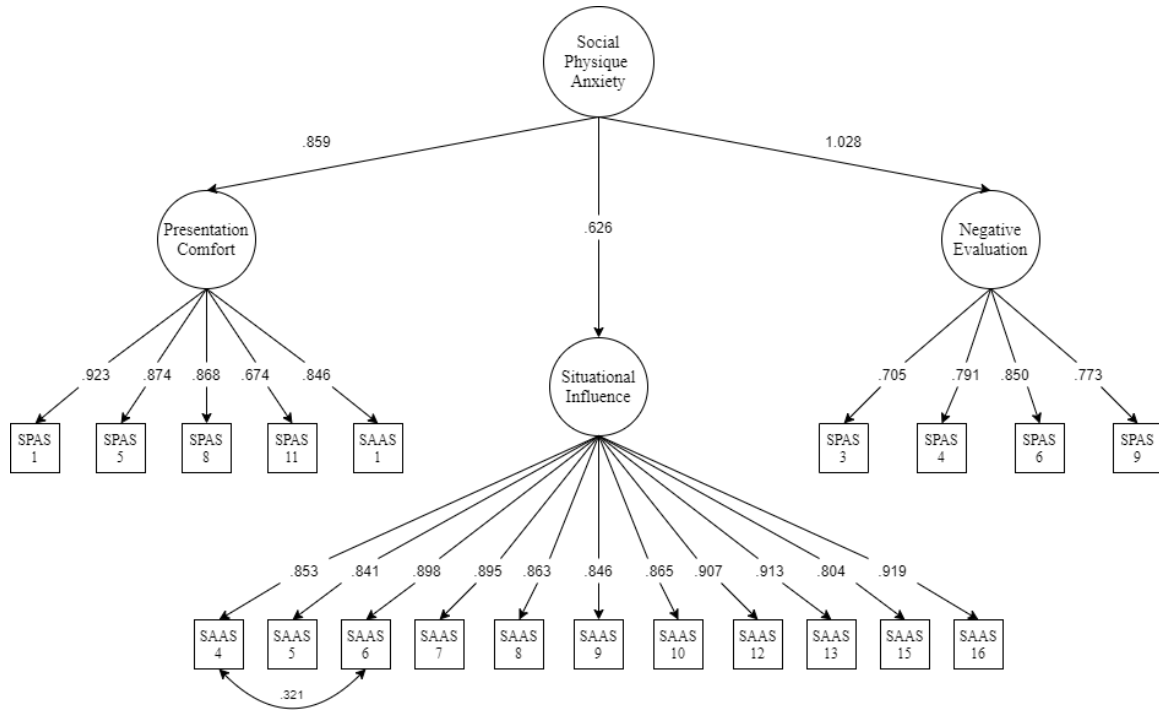 Social
Physique
Anxiety
.859
1.028
Presentation
Comfort
.626
Negative
Evaluation
.923
.874
.868
.674
.846
Situational
Influence
.705
.791
.850
.773
SPAS
1
SPAS
5
SPAS
8
SPAS
11
SAAS
1
SPAS
3
SPAS
4
SPAS
6
SPAS
9
.853
.841
.898
.895
.863
.846
.865
.907
.913
.804
.919
SAAS
4
SAAS
5
SAAS
6
SAAS
7
SAAS
8
SAAS
9
SAAS
10
SAAS
12
SAAS
13
SAAS
15
SAAS
16
.321